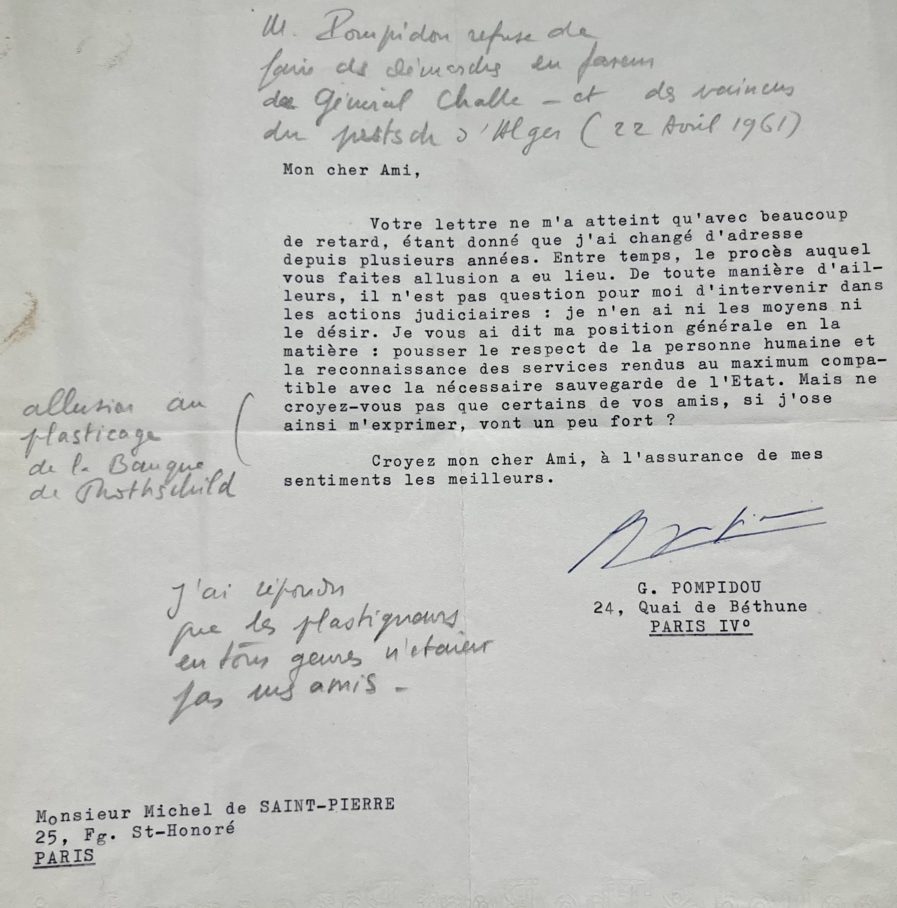 M. Pompidou refuse de
faire des démarches en faveur
du Général Challe – et des vaincus
du putsch d'Alger (22 Avril 1961)
Mon cher Ami,
Votre lettre ne m'a atteint qu'avec beaucoup
de retard, étant donné que j'ai changé d'adresse
depuis plusieurs années. Entre temps, le procès auquel
vous faites allusion a eu lieu. De toute manière d'ail-
leurs, il n'est pas question pour moi d'intervenir dans
les actions judiciaires : je n'en ai ni les moyens ni
le désir. Je vous ai dit ma position générale en la
matière : pousser le respect de la personne humaine et
la reconnaissance des services rendus au maximum compa-
tible avec la nécessaire sauvegarde de l'Etat. Mais ne
croyez-vous pas que certains de vos amis, si j'ose
ainsi m'exprimer, vont un peu fort ?
allusion au
plasticage
de la Banque
de Rothschild
Croyez mon cher Ami, à l'assurance de mes
sentiments les meilleurs.
G. POMPIDOU
24, Quai de Béthune
PARIS IVº
J'ai répondu
que les plastiqueurs
en tous genres n'étaient
pas mes amis –
Monsieur Michel de SAINT-PIERRE
25, Fg. St-Honoré
PARIS